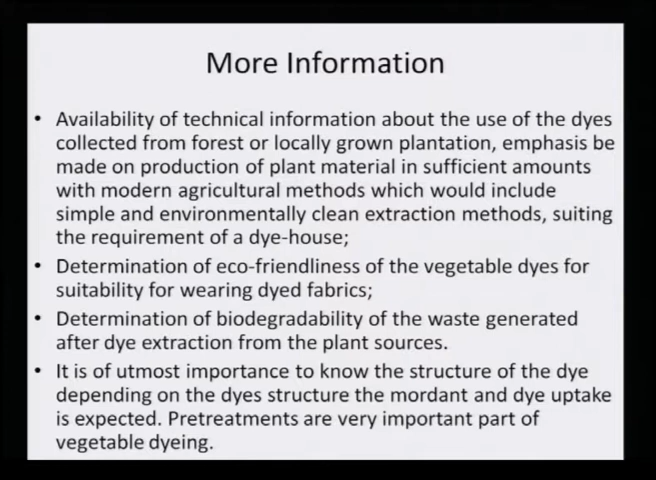 More Information
• Availability of technical information about the use of the dyes
collected from forest or locally grown plantation, emphasis be
made on production of plant material in sufficient amounts
with modern agricultural methods which would include
simple and environmentally clean extraction methods, suiting
the requirement of a dye-house;
• Determination of eco-friendliness of the vegetable dyes for
suitability for wearing dyed fabrics;
• Determination of biodegradability of the waste generated
after dye extraction from the plant sources.
• It is of utmost importance to know the structure of the dye
depending on the dyes structure the mordant and dye uptake
is expected. Pretreatments are very important part of
vegetable dyeing.